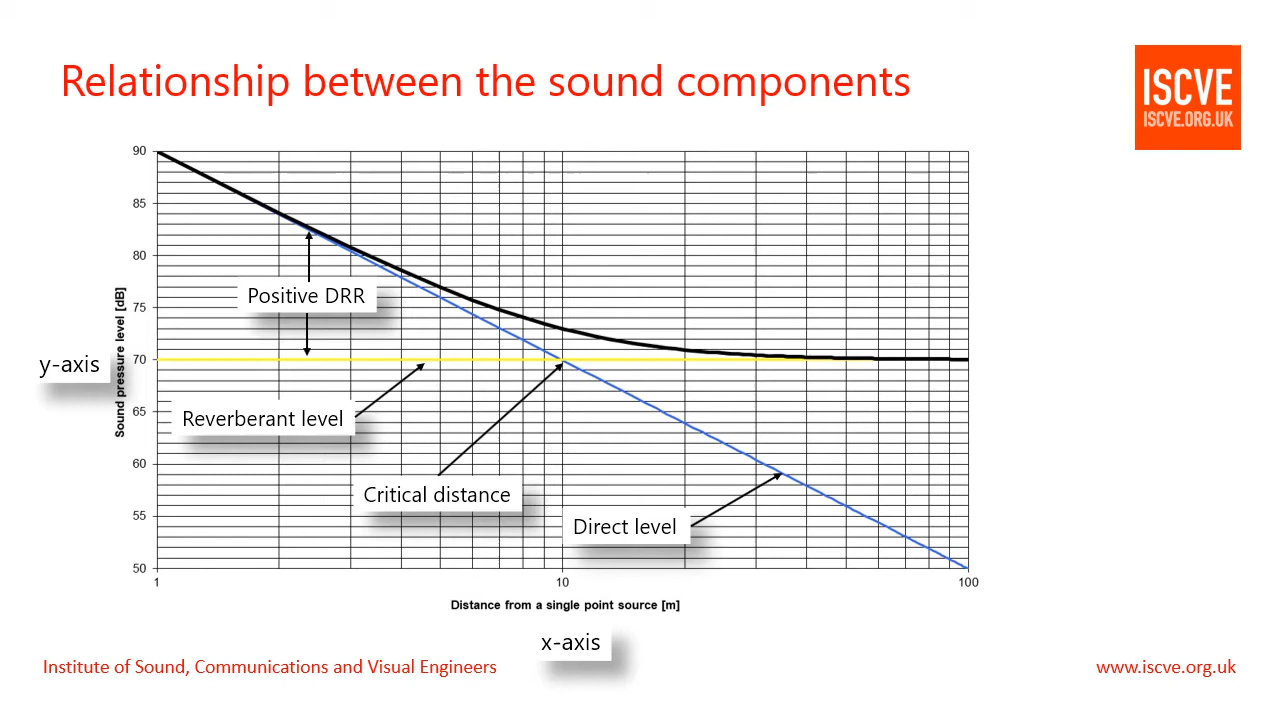 Relationship between the sound components
ISCVE
ISCVE.ORG.UK
90
85
80
75
70
65
60
55
50
Sound pressure level [dB]
y-axis
Positive DRR
Reverberant level
Critical distance
Direct level
1
10
100
Distance from a single point source [m]
x-axis
Institute of Sound, Communications and Visual Engineers
www.iscve.org.uk